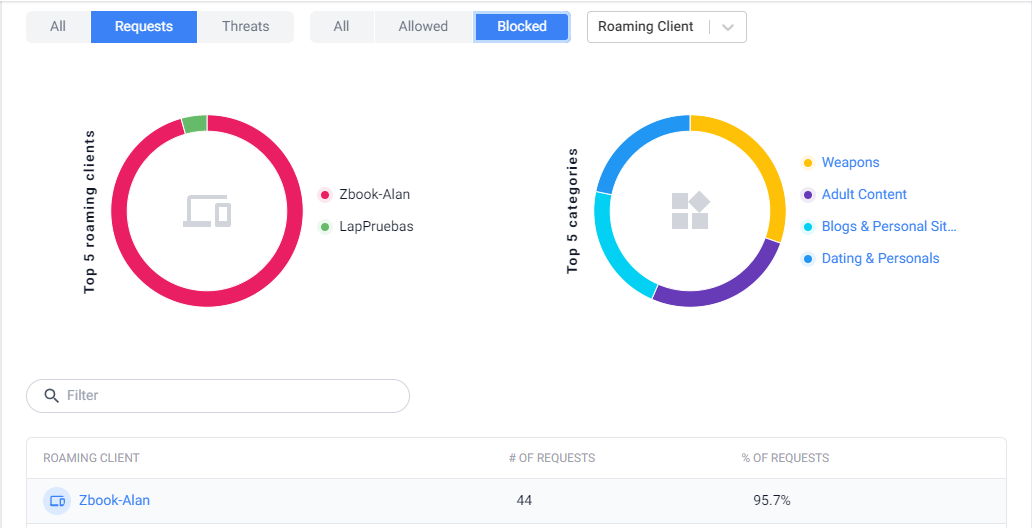 All Requests Threats All Allowed Blocked Roaming Client
Top 5 roaming clients
Zbook-Alan
LapPruebas
Top 5 categories
Weapons
Adult Content
Blogs & Personal Sit...
Dating & Personals
Filter
ROAMING CLIENT # OF REQUESTS % OF REQUESTS
Zbook-Alan 44 95.7%